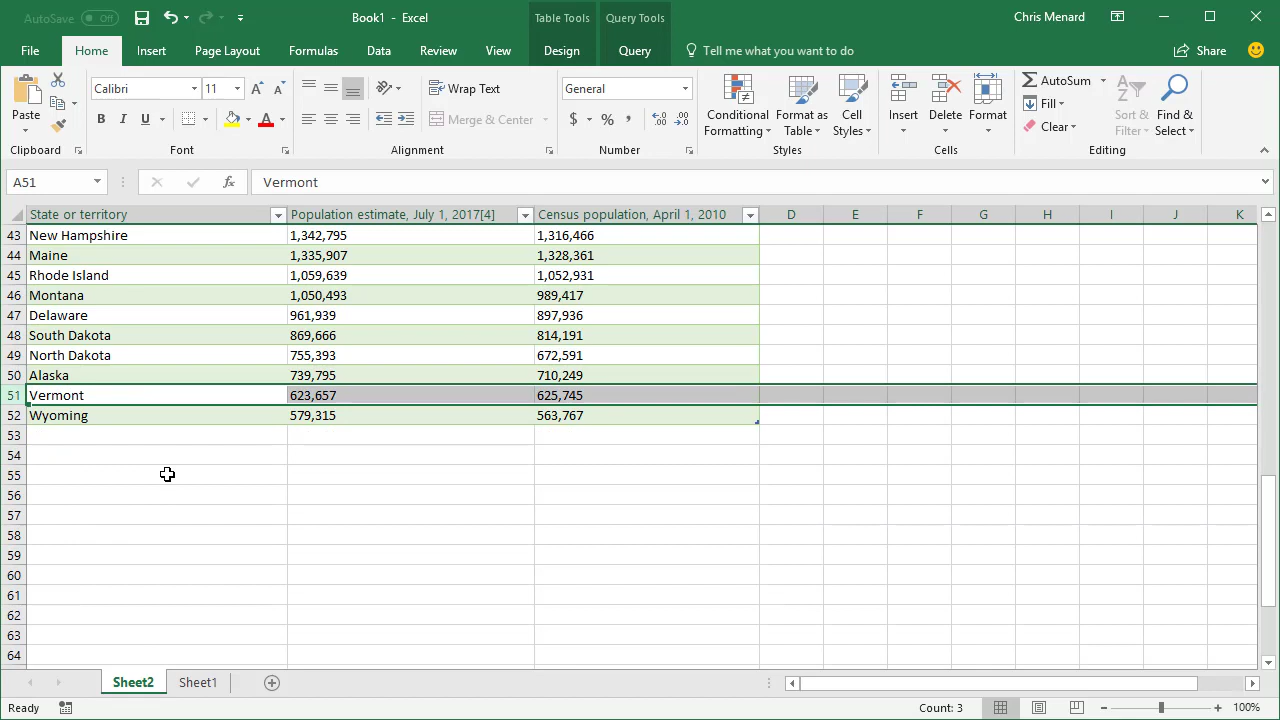 AutoSave Off Book1 - Excel Table Tools Query Tools Chris Menard
File Home Insert Page Layout Formulas Data Review View Design Query Tell me what you want to do Share
Paste Calibri 11 A A Wrap Text General Conditional Formatting Format as Table Cell Styles Insert Delete Format AutoSum Sort & Filter Find & Select
B I U A Merge & Center $ % , Fill
Clear
Clipboard Font Alignment Number Styles Cells Editing
A51 fx Vermont
State or territory Population estimate, July 1, 2017[4] Census population, April 1, 2010 D E F G H I J K
43 New Hampshire 1,342,795 1,316,466
44 Maine 1,335,907 1,328,361
45 Rhode Island 1,059,639 1,052,931
46 Montana 1,050,493 989,417
47 Delaware 961,939 897,936
48 South Dakota 869,666 814,191
49 North Dakota 755,393 672,591
50 Alaska 739,795 710,249
51 Vermont 623,657 625,745
52 Wyoming 579,315 563,767
53
54
55
56
57
58
59
60
61
62
63
64
Sheet2 Sheet1
Ready Count: 3 100%